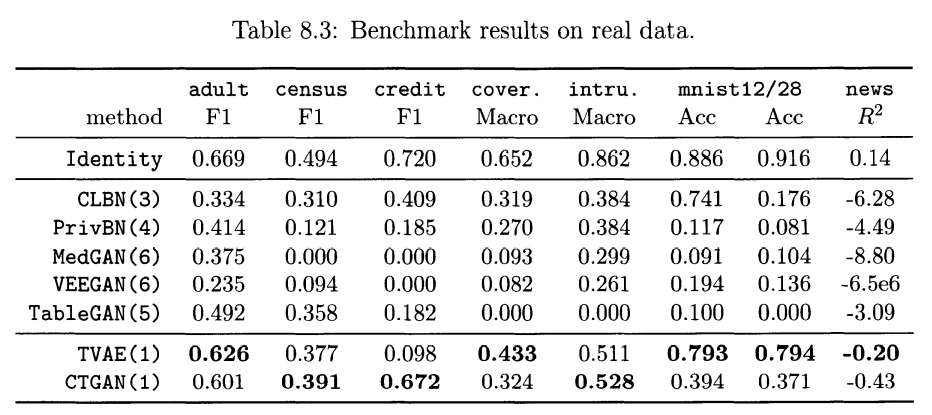 Table 8.3: Benchmark results on real data.
adult census credit cover. intru. mnist12/28 news
method F1 F1 F1 Macro Macro Acc Acc R²
Identity 0.669 0.494 0.720 0.652 0.862 0.886 0.916 0.14
CLBN(3) 0.334 0.310 0.409 0.319 0.384 0.741 0.176 -6.28
PrivBN(4) 0.414 0.121 0.185 0.270 0.384 0.117 0.081 -4.49
MedGAN(6) 0.375 0.000 0.000 0.093 0.299 0.091 0.104 -8.80
VEEGAN(6) 0.235 0.094 0.000 0.082 0.261 0.194 0.136 -6.5e6
TableGAN(5) 0.492 0.358 0.182 0.000 0.000 0.100 0.000 -3.09
TVAE(1) 0.626 0.377 0.098 0.433 0.511 0.793 0.794 -0.20
CTGAN(1) 0.601 0.391 0.672 0.324 0.528 0.394 0.371 -0.43